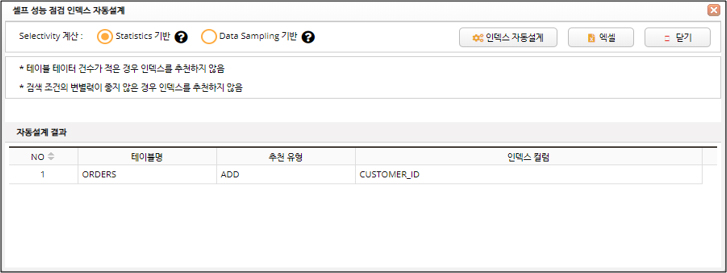 셀프 성능 점검 인덱스 자동설계
Selectivity 계산 : Statistics 기반 ? Data Sampling 기반 ? 인덱스 자동설계 엑셀 닫기
* 테이블 데이터 건수가 적은 경우 인덱스를 추천하지 않음
* 검색 조건의 변별력이 좋지 않은 경우 인덱스를 추천하지 않음
자동설계 결과
NO 테이블명 추천 유형 인덱스 컬럼
1 ORDERS ADD CUSTOMER_ID